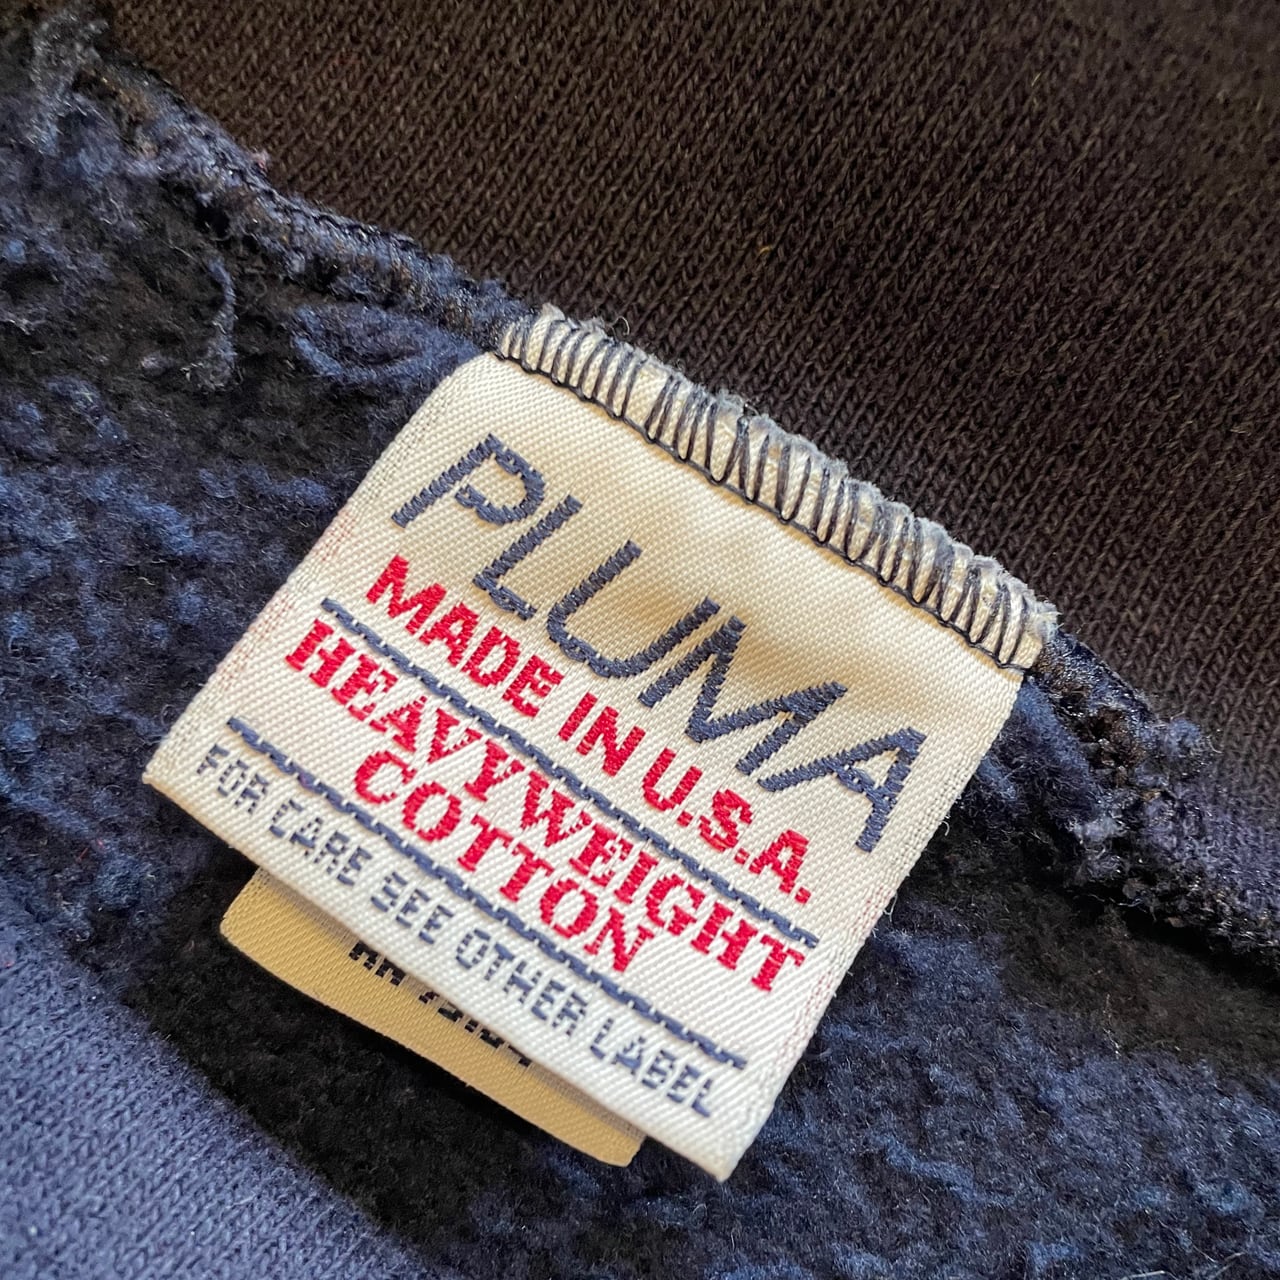 PLUMA
MADE IN U.S.A.
HEAVYWEIGHT
COTTON
FOR CARE SEE OTHER LABEL